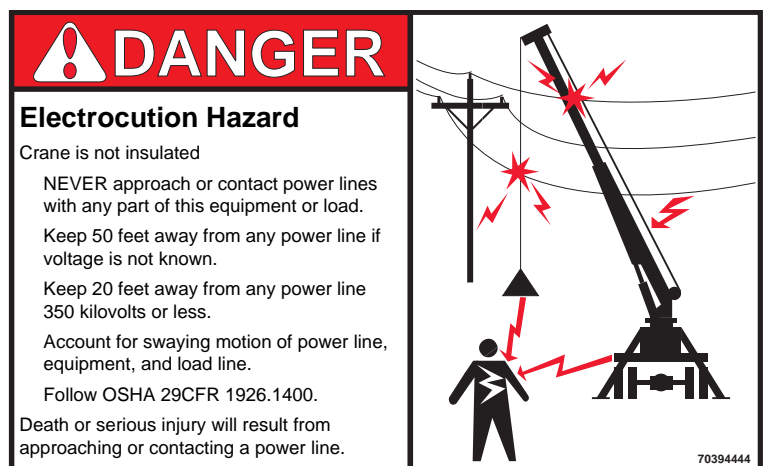 DANGER
Electrocution Hazard
Crane is not insulated
NEVER approach or contact power lines
with any part of this equipment or load.
Keep 50 feet away from any power line if
voltage is not known.
Keep 20 feet away from any power line
350 kilovolts or less.
Account for swaying motion of power line,
equipment, and load line.
Follow OSHA 29CFR 1926.1400.
Death or serious injury will result from
approaching or contacting a power line.
70394444